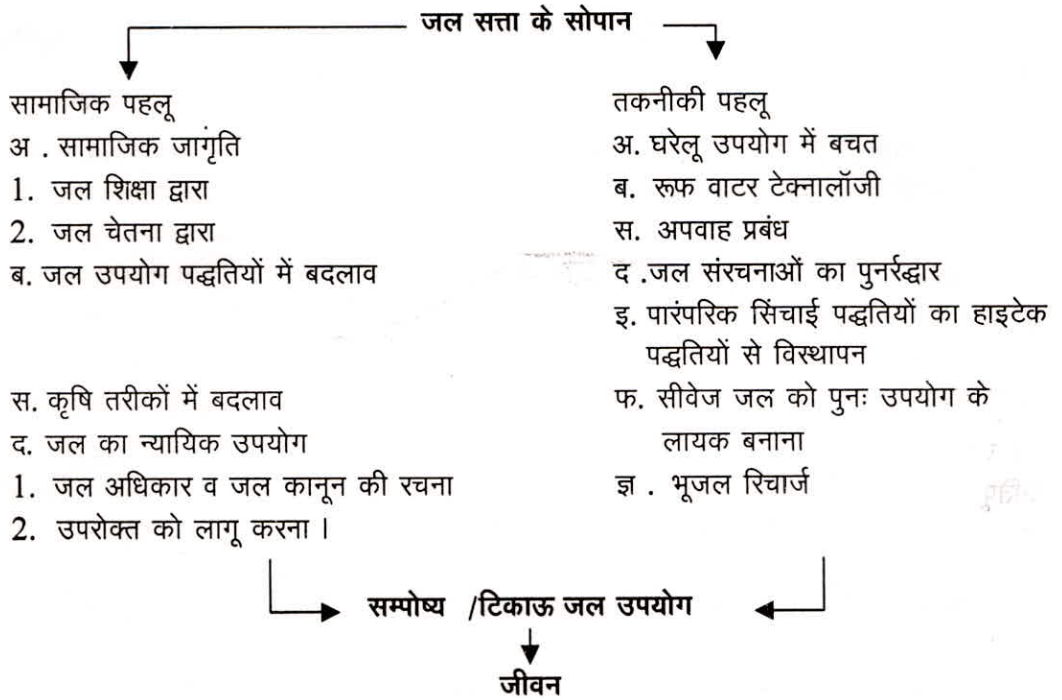 जल सत्ता के सोपान
सामाजिक पहलू
अ . सामाजिक जागृति
1. जल शिक्षा द्वारा
2. जल चेतना द्वारा
ब. जल उपयोग पद्धतियों में बदलाव
स. कृषि तरीकों में बदलाव
द. जल का न्यायिक उपयोग
1. जल अधिकार व जल कानून की रचना
2. उपरोक्त को लागू करना ।
तकनीकी पहलू
अ. घरेलू उपयोग में बचत
ब. रूफ वाटर टेक्नालॉजी
स. अपवाह प्रबंध
द .जल संरचनाओं का पुनर्रद्धार
इ. पारंपरिक सिंचाई पद्धतियों का हाइटेक
पद्धतियों से विस्थापन
फ. सीवेज जल को पुनः उपयोग के
लायक बनाना
ज्ञ . भूजल रिचार्ज
सम्पोष्य /टिकाऊ जल उपयोग
जीवन